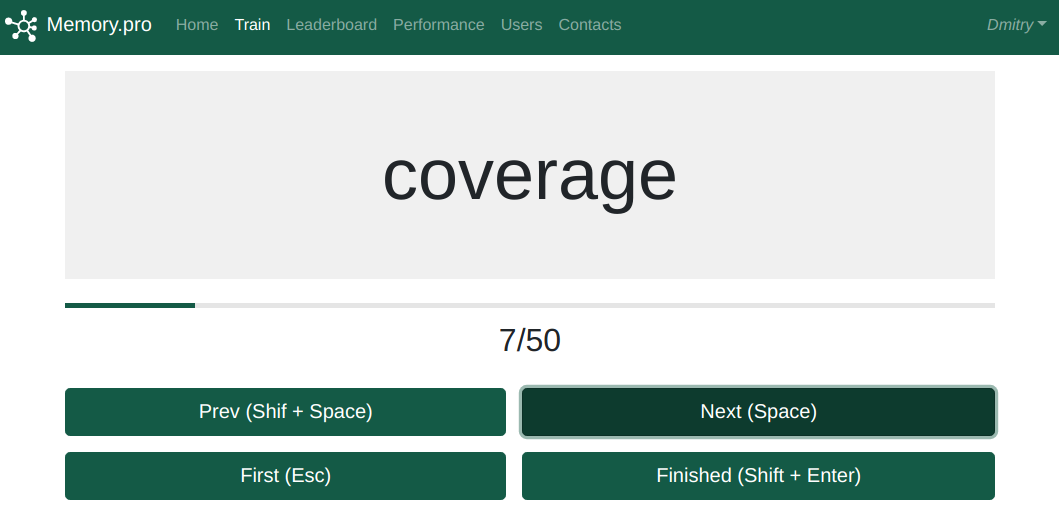 Memory.pro Home Train Leaderboard Performance Users Contacts Dmitry
coverage
7/50
Prev (Shif + Space) Next (Space)
First (Esc) Finished (Shift + Enter)